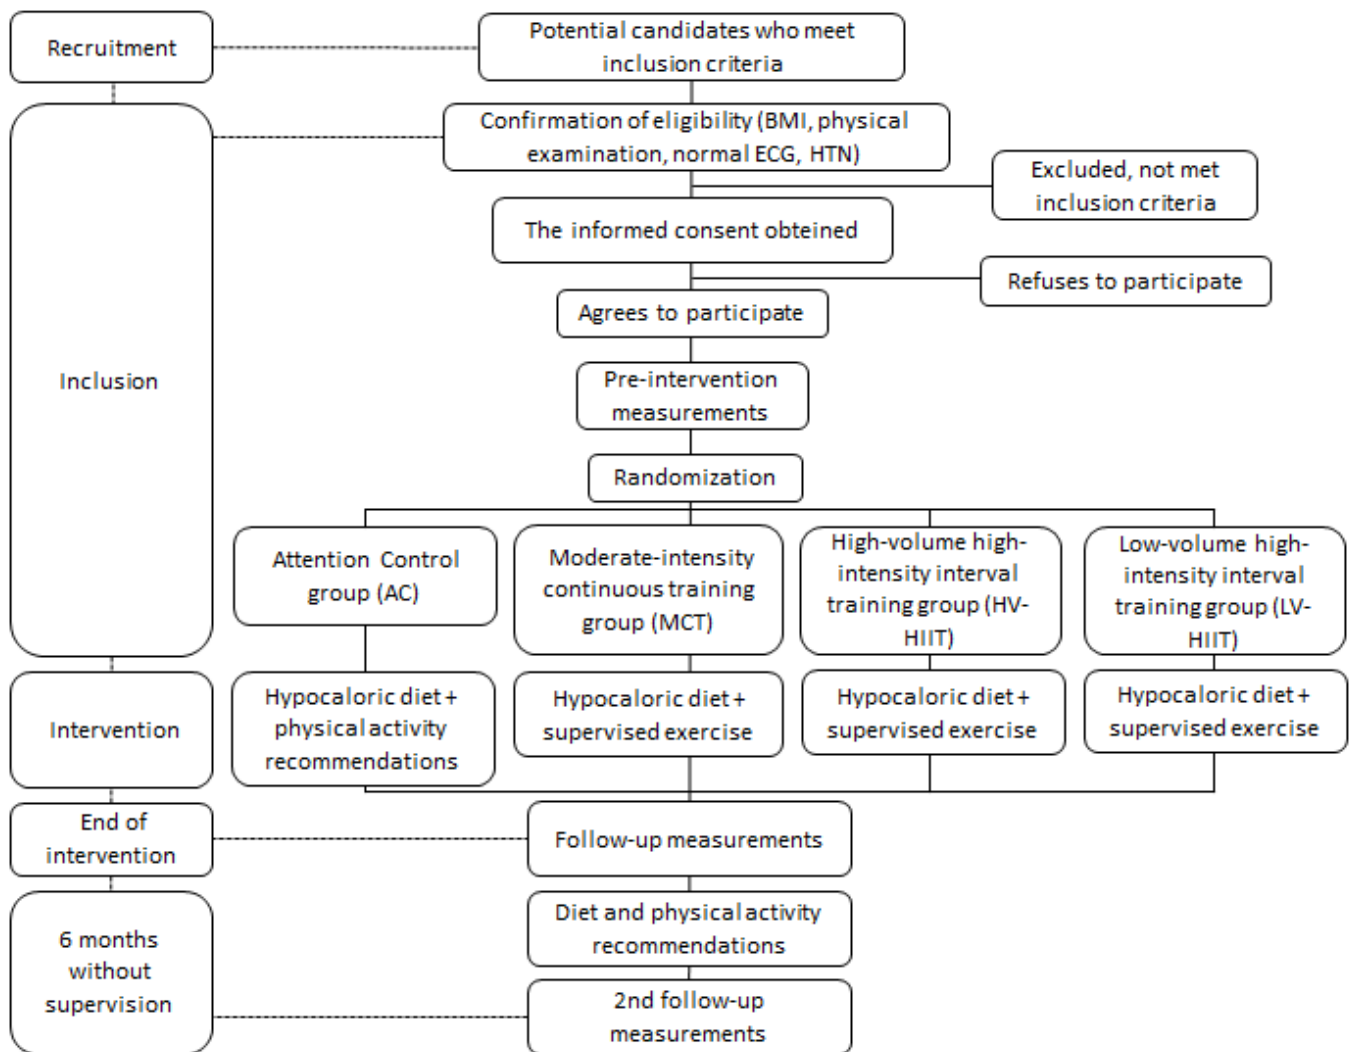 Recruitment
Potential candidates who meet
inclusion criteria
Confirmation of eligibility (BMI, physical
examination, normal ECG, HTN)
Excluded, not met
inclusion criteria
The informed consent obteined
Refuses to participate
Agrees to participate
Inclusion
Pre-intervention
measurements
Randomization
Attention Control
group (AC)
Moderate-intensity
continuous training
group (MCT)
High-volume high-
intensity interval
training group (HV-
HIIT)
Low-volume high-
intensity interval
training group (LV-
HIIT)
Intervention
Hypocaloric diet +
physical activity
recommendations
Hypocaloric diet +
supervised exercise
Hypocaloric diet +
supervised exercise
Hypocaloric diet +
supervised exercise
End of
intervention
Follow-up measurements
6 months
without
supervision
Diet and physical activity
recommendations
2nd follow-up
measurements